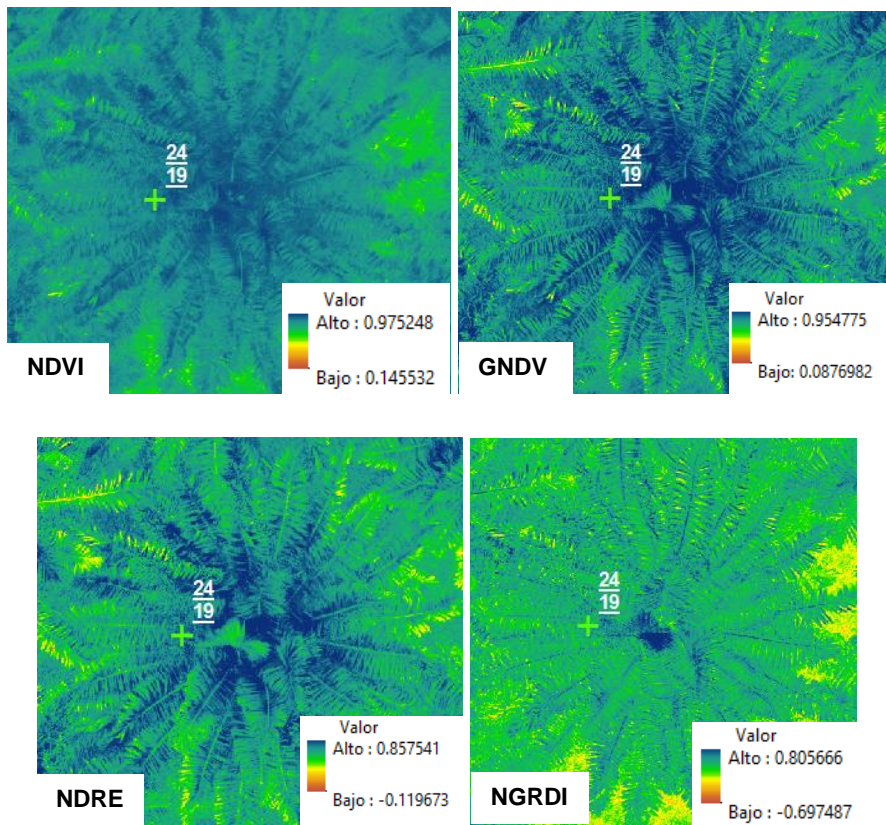 24
19
Valor
Alto : 0.975248
Bajo : 0.145532
NDVI
24
19
Valor
Alto : 0.954775
Bajo: 0.0876982
GNDV
24
19
Valor
Alto : 0.857541
Bajo : -0.119673
NDRE
24
19
Valor
Alto : 0.805666
Bajo : -0.697487
NGRDI